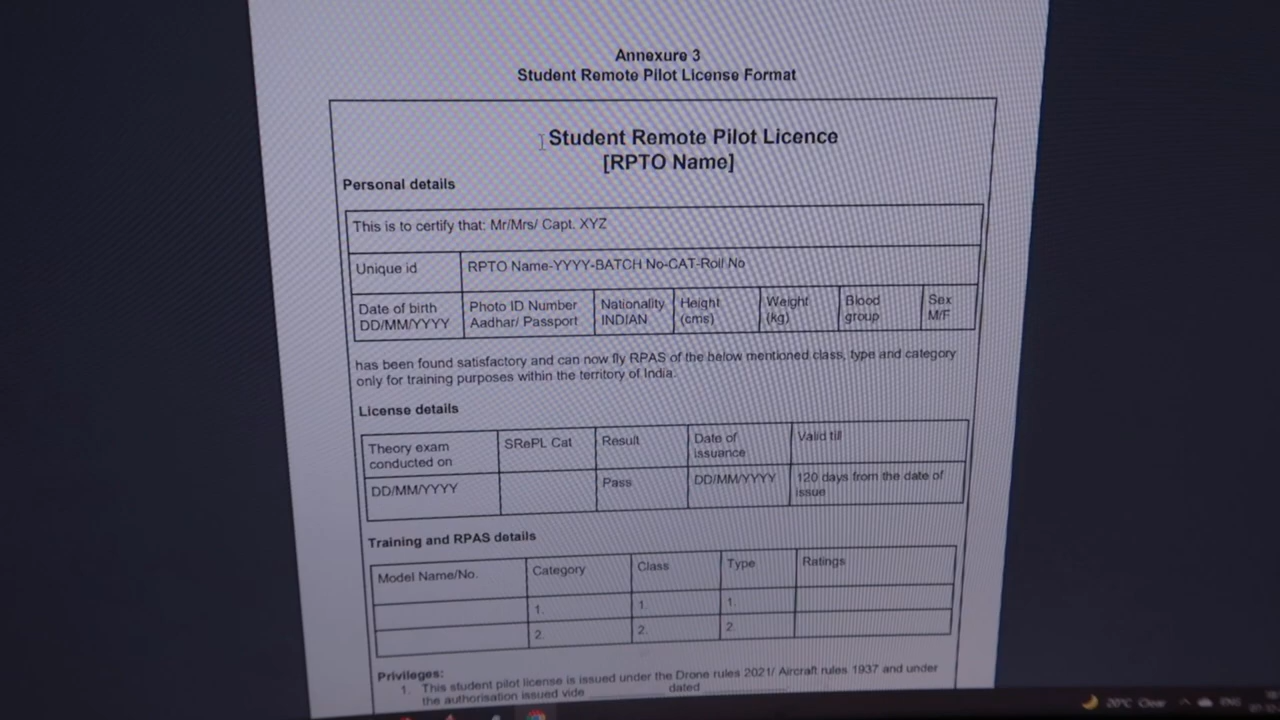 Annexure 3
Student Remote Pilot License Format
Student Remote Pilot Licence
[RPTO Name]
Personal details
This is to certify that: Mr/Mrs/ Capt. XYZ
Unique id
RPTO Name-YYYY-BATCH No-CAT-Roll No
Date of birth
DD/MM/YYYY
Photo ID Number
Aadhar/ Passport
Nationality
INDIAN
Height
(cms)
Weight
(kg)
Blood
group
Sex
M/F
has been found satisfactory and can now fly RPAS of the below mentioned class, type and category
only for training purposes within the territory of India.
License details
Theory exam
conducted on
SRePL Cat
Result
Date of
issuance
Valid till
DD/MM/YYYY
Pass
DD/MM/YYYY
120 days from the date of
issue
Training and RPAS details
Model Name/No.
Category
Class
Type
Ratings
1.
1.
1.
2.
2.
2.
Privileges:
1. This student pilot license is issued under the Drone rules 2021/ Aircraft rules 1937 and under
the authorisation issued vide ____________ dated ____________
20°C Clear
ENG